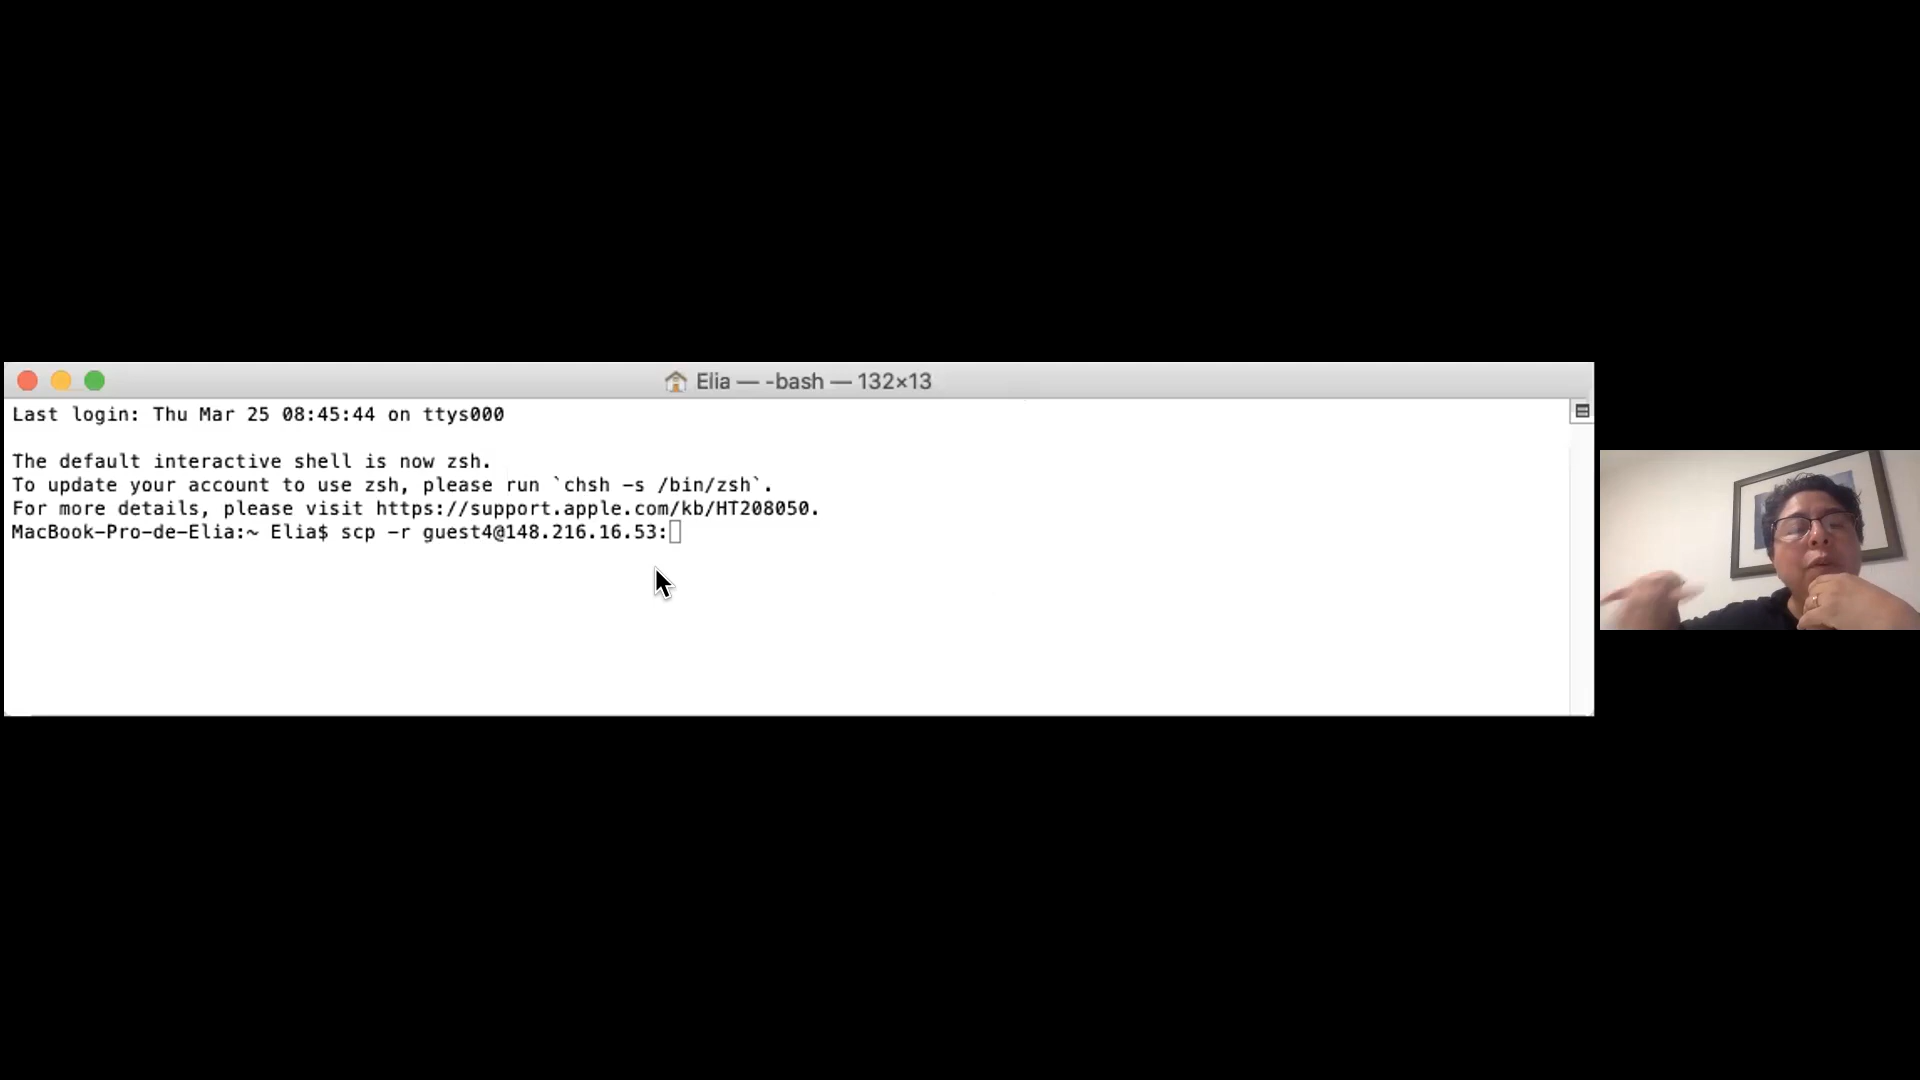 Elia — -bash — 132×13
Last login: Thu Mar 25 08:45:44 on ttys000
The default interactive shell is now zsh.
To update your account to use zsh, please run `chsh -s /bin/zsh`.
For more details, please visit https://support.apple.com/kb/HT208050.
MacBook-Pro-de-Elia:~ Elia$ scp -r guest4@148.216.16.53: